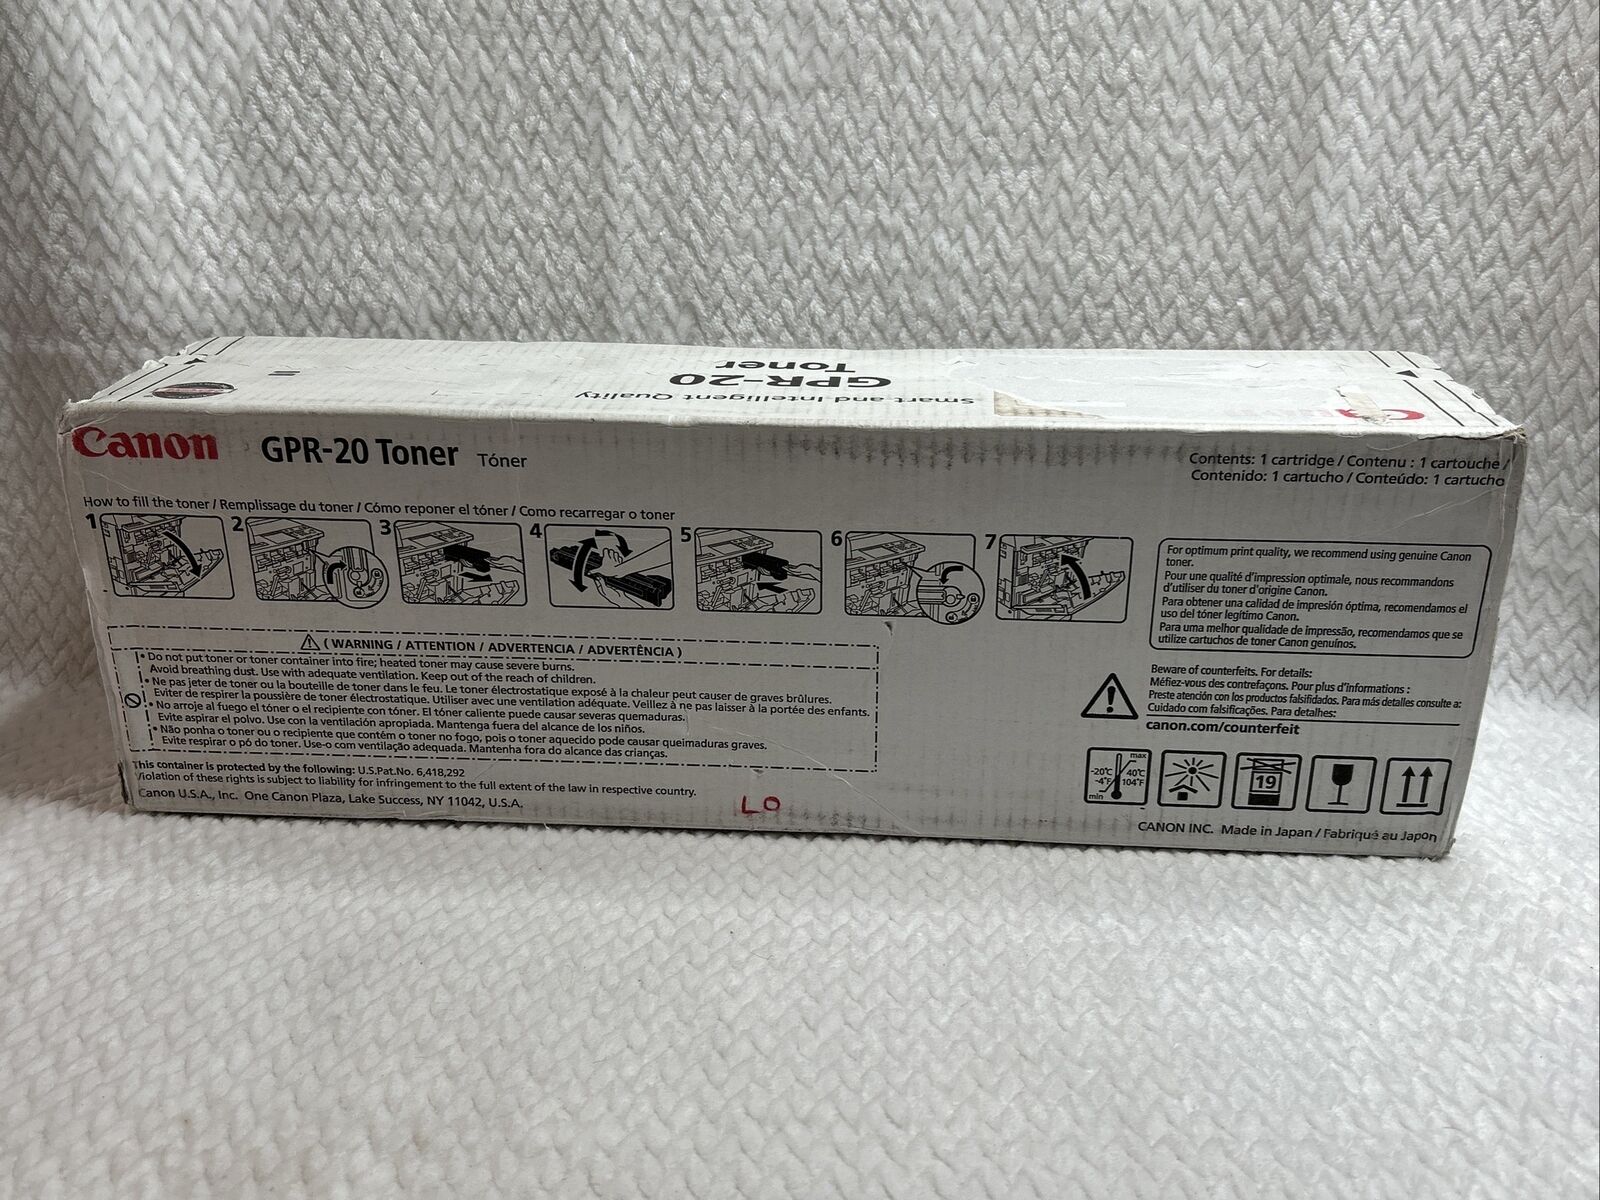 Toner
GPR-20
Smart and Intelligent Quality
Canon GPR-20 Toner Tóner
Contents: 1 cartridge / Contenu : 1 cartouche /
Contenido: 1 cartucho / Conteúdo: 1 cartucho
How to fill the toner / Remplissage du toner / Cómo reponer el tóner / Como recarregar o toner
1 2 3 4 5 6 7
For optimum print quality, we recommend using genuine Canon
toner.
Pour une qualité d'impression optimale, nous recommandons
d'utiliser du toner d'origine Canon.
Para obtener una calidad de impresión óptima, recomendamos el
uso del tóner legítimo Canon.
Para uma melhor qualidade de impressão, recomendamos que se
utilize cartuchos de toner Canon genuínos.
( WARNING / ATTENTION / ADVERTENCIA / ADVERTÊNCIA )
• Do not put toner or toner container into fire; heated toner may cause severe burns.
Avoid breathing dust. Use with adequate ventilation. Keep out of the reach of children.
• Ne pas jeter de toner ou la bouteille de toner dans le feu. Le toner électrostatique exposé à la chaleur peut causer de graves brûlures.
Eviter de respirer la poussière de toner électrostatique. Utiliser avec une ventilation adéquate. Veillez à ne pas laisser à la portée des enfants.
• No arroje al fuego el tóner o el recipiente con tóner. El tóner caliente puede causar severas quemaduras.
Evite aspirar el polvo. Use con la ventilación apropiada. Mantenga fuera del alcance de los niños.
• Não ponha o toner ou o recipiente que contém o toner no fogo, pois o toner aquecido pode causar queimaduras graves.
Evite respirar o pó do toner. Use-o com ventilação adequada. Mantenha fora do alcance das crianças.
Beware of counterfeits. For details:
Méfiez-vous des contrefaçons. Pour plus d'informations :
Preste atención con los productos falsificados. Para más detalles consulte a:
Cuidado com falsificações. Para detalhes:
canon.com/counterfeit
This container is protected by the following: U.S.Pat.No. 6,418,292
Violation of these rights is subject to liability for infringement to the full extent of the law in respective country.
Canon U.S.A., Inc. One Canon Plaza, Lake Success, NY 11042, U.S.A.
LO
max
-20℃ 40℃
-4°F 104°F
min
19
CANON INC. Made in Japan / Fabriqué au Japon